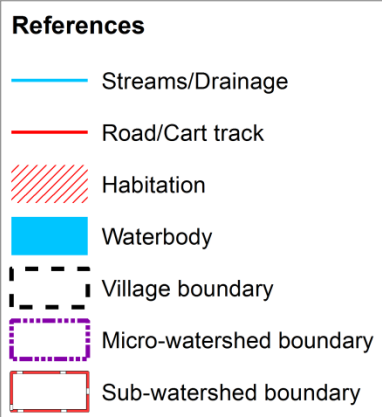 References
Streams/Drainage
Road/Cart track
Habitation
Waterbody
Village boundary
Micro-watershed boundary
Sub-watershed boundary